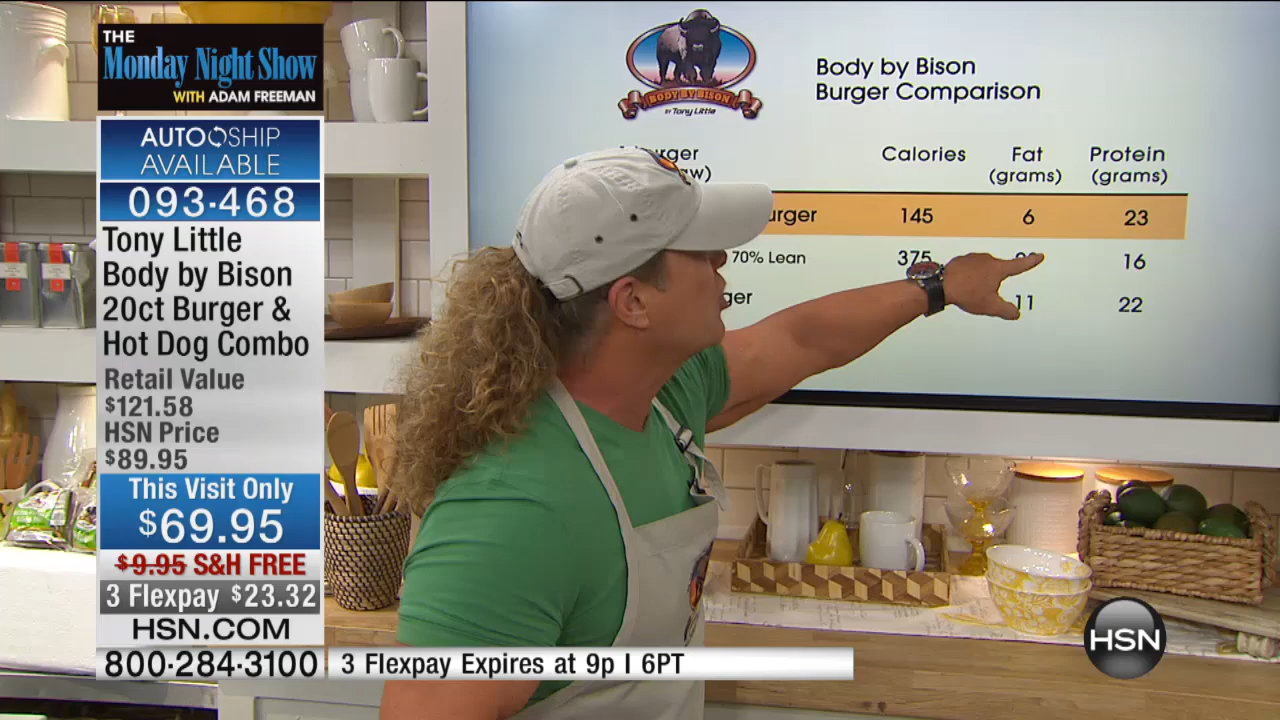 THE
Monday Night Show
WITH ADAM FREEMAN
AUTO SHIP
AVAILABLE
093-468
Tony Little
Body by Bison
20ct Burger &
Hot Dog Combo
Retail Value
$121.58
HSN Price
$89.95
This Visit Only
$69.95
$9.95 S&H FREE
3 Flexpay $23.32
HSN.COM
800-284-3100
3 Flexpay Expires at 9p | 6PT
BODY BY BISON
BY Tony Little
Body by Bison
Burger Comparison
Calories
Fat
(grams)
Protein
(grams)
145 6 23
70% Lean 375 16
11 22
HSN